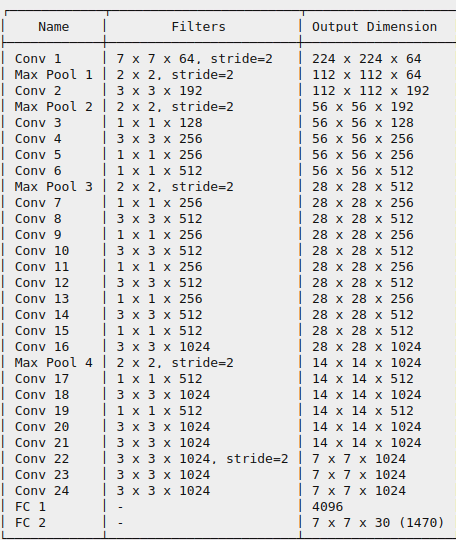 Name Filters Output Dimension
Conv 1 7 x 7 x 64, stride=2 224 x 224 x 64
Max Pool 1 2 x 2, stride=2 112 x 112 x 64
Conv 2 3 x 3 x 192 112 x 112 x 192
Max Pool 2 2 x 2, stride=2 56 x 56 x 192
Conv 3 1 x 1 x 128 56 x 56 x 128
Conv 4 3 x 3 x 256 56 x 56 x 256
Conv 5 1 x 1 x 256 56 x 56 x 256
Conv 6 1 x 1 x 512 56 x 56 x 512
Max Pool 3 2 x 2, stride=2 28 x 28 x 512
Conv 7 1 x 1 x 256 28 x 28 x 256
Conv 8 3 x 3 x 512 28 x 28 x 512
Conv 9 1 x 1 x 256 28 x 28 x 256
Conv 10 3 x 3 x 512 28 x 28 x 512
Conv 11 1 x 1 x 256 28 x 28 x 256
Conv 12 3 x 3 x 512 28 x 28 x 512
Conv 13 1 x 1 x 256 28 x 28 x 256
Conv 14 3 x 3 x 512 28 x 28 x 512
Conv 15 1 x 1 x 512 28 x 28 x 512
Conv 16 3 x 3 x 1024 28 x 28 x 1024
Max Pool 4 2 x 2, stride=2 14 x 14 x 1024
Conv 17 1 x 1 x 512 14 x 14 x 512
Conv 18 3 x 3 x 1024 14 x 14 x 1024
Conv 19 1 x 1 x 512 14 x 14 x 512
Conv 20 3 x 3 x 1024 14 x 14 x 1024
Conv 21 3 x 3 x 1024 14 x 14 x 1024
Conv 22 3 x 3 x 1024, stride=2 7 x 7 x 1024
Conv 23 3 x 3 x 1024 7 x 7 x 1024
Conv 24 3 x 3 x 1024 7 x 7 x 1024
FC 1 - 4096
FC 2 - 7 x 7 x 30 (1470)